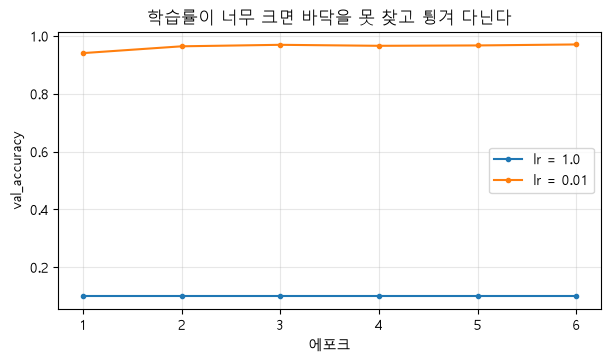 학습률이 너무 크면 바닥을 못 찾고 튕겨 다닌다
1.0
0.8
0.6
0.4
0.2
val_accuracy
lr = 1.0
lr = 0.01
1 2 3 4 5 6
에포크